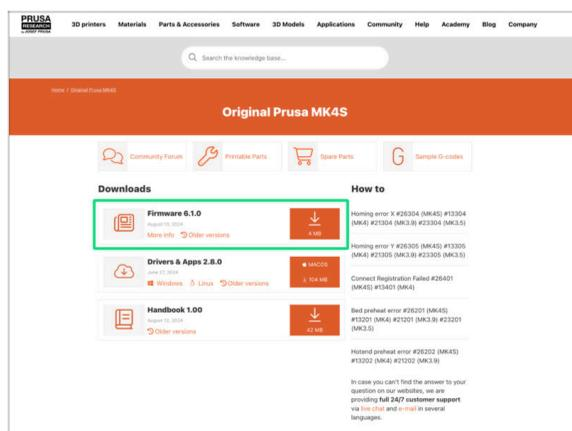 PRUSA
RESEARCH
by JOSEF PRUSA
3D printers Materials Parts & Accessories Software 3D Models Applications Community Help Academy Blog Company
Search the knowledge base...
Home / Original Prusa MK4S
Original Prusa MK4S
Community Forum Printable Parts Spare Parts Sample G-codes
Downloads
Firmware 6.1.0
August 13, 2024
More info Older versions
4 MB
Drivers & Apps 2.8.0
June 27, 2024
Windows Linux Older versions
MACOS
104 MB
Handbook 1.00
August 12, 2024
Older versions
42 MB
How to
Homing error X #26304 (MK4S) #13304
(MK4) #21304 (MK3.9) #23304 (MK3.5)
Homing error Y #26305 (MK4S) #13305
(MK4) #21305 (MK3.9) #23305 (MK3.5)
Connect Registration Failed #26401
(MK4S) #13401 (MK4)
Bed preheat error #26201 (MK4S)
#13201 (MK4) #21201 (MK3.9) #23201
(MK3.5)
Hotend preheat error #26202 (MK4S)
#13202 (MK4) #21202 (MK3.9)
In case you can't find the answer to your
question on our websites, we are
providing full 24/7 customer support
via live chat and e-mail in several
languages.